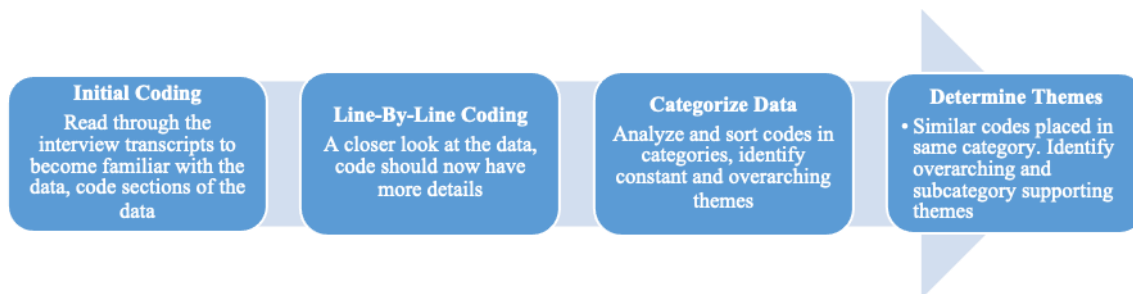 Initial Coding
Read through the
interview transcripts to
become familiar with the
data, code sections of the
data
Line-By-Line Coding
A closer look at the data,
code should now have
more details
Categorize Data
Analyze and sort codes in
categories, identify
constant and overarching
themes
Determine Themes
• Similar codes placed in
same category. Identify
overarching and
subcategory supporting
themes